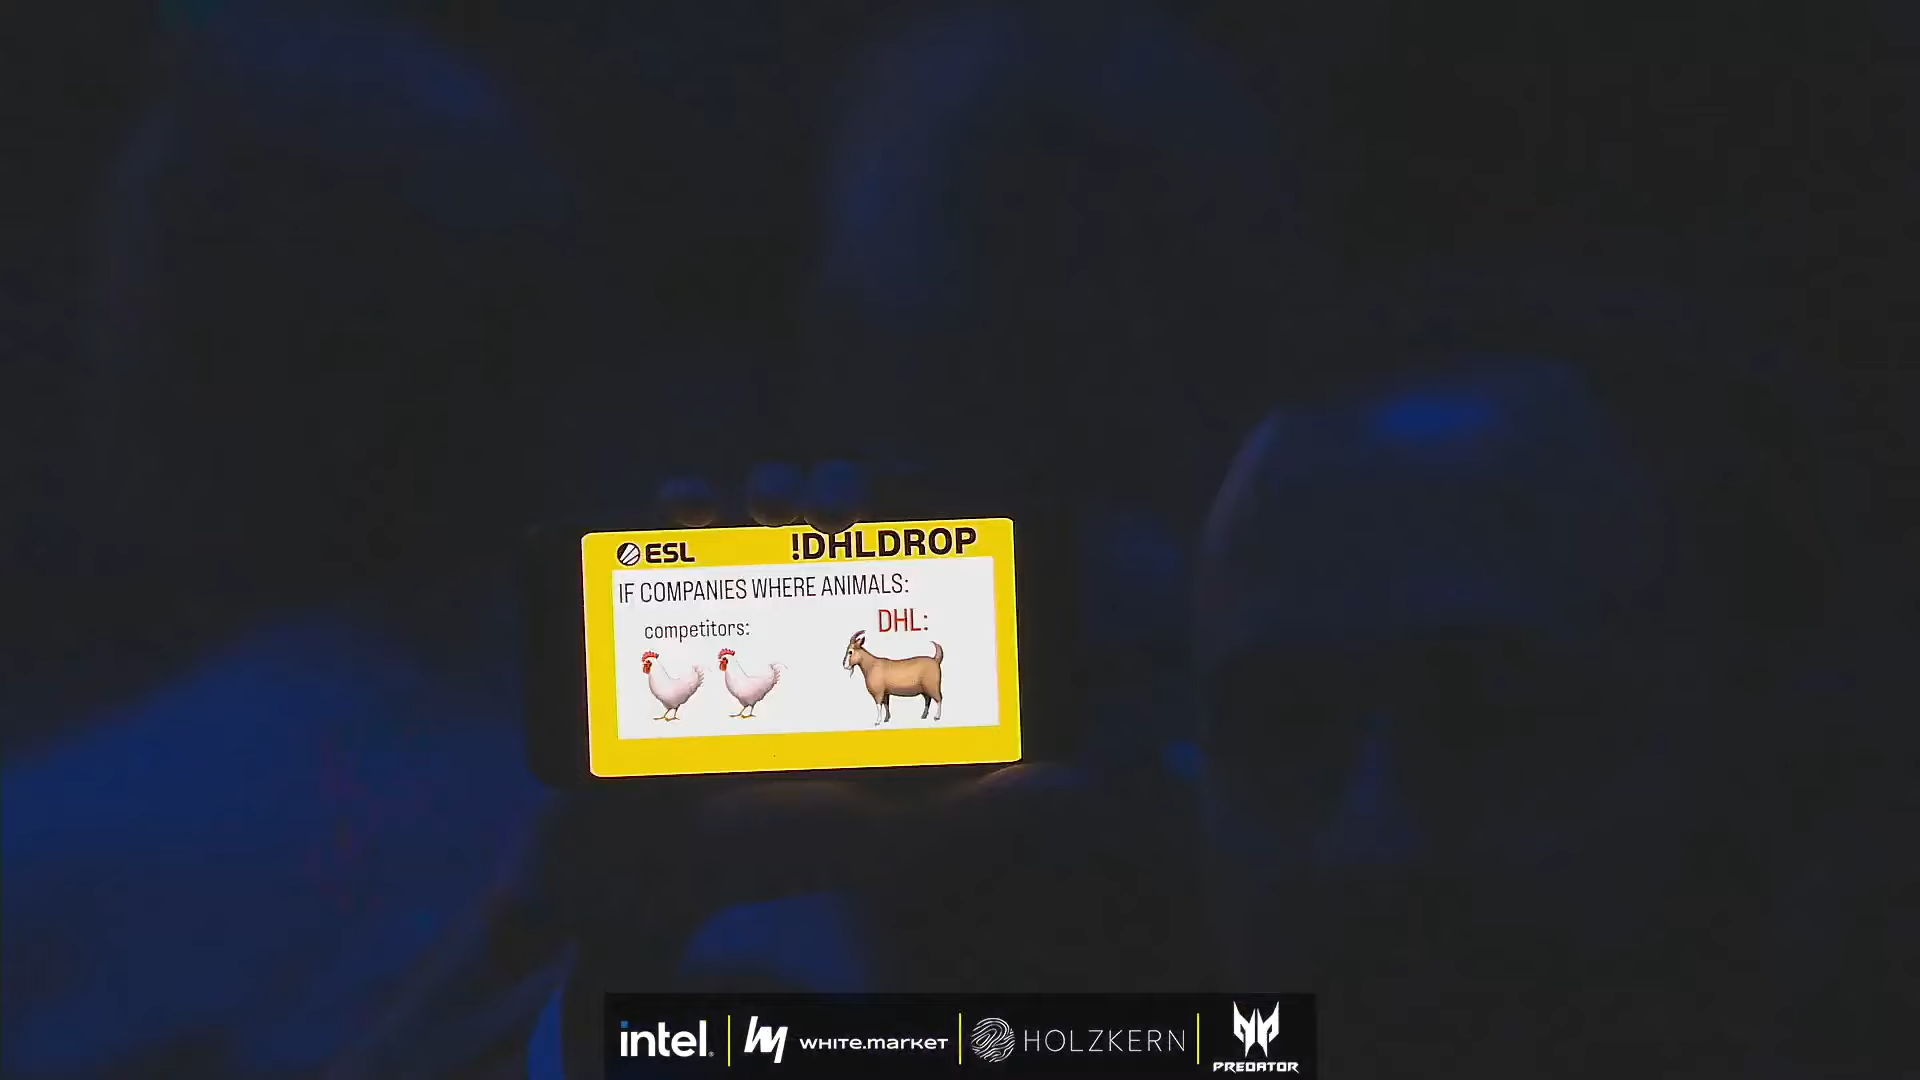 ESL !DHLDROP
IF COMPANIES WHERE ANIMALS:
competitors: DHL:
intel. WHITE.MARKET HOLZKERN PREDATOR